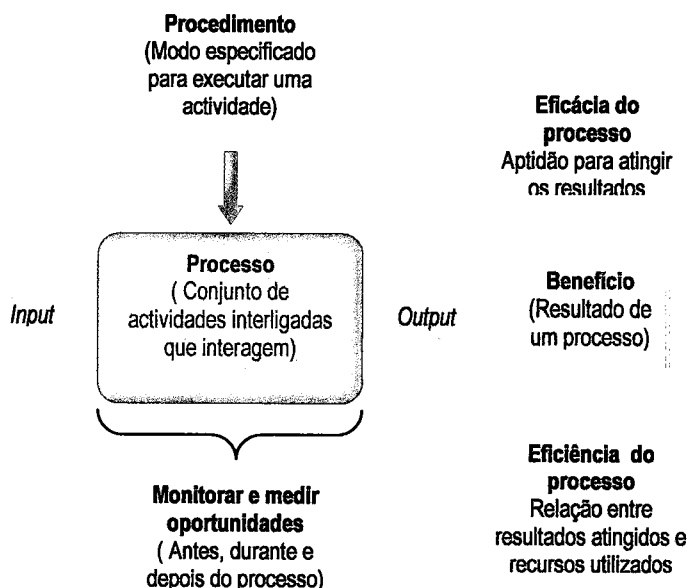 Procedimento
(Modo especificado
para executar uma
actividade)
Eficácia do
processo
Aptidão para atingir
os resultados
Processo
( Conjunto de
actividades interligadas
que interagem)
Input
Output
Benefício
(Resultado de
um processo)
Monitorar e medir
oportunidades
( Antes, durante e
depois do processo)
Eficiência do
processo
Relação entre
resultados atingidos e
recursos utilizados